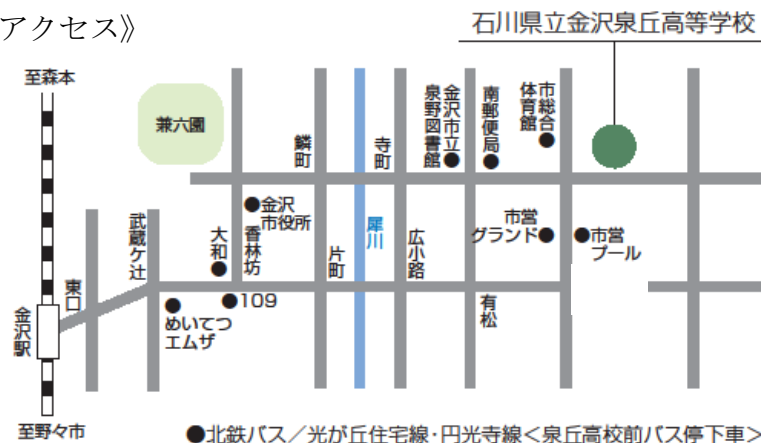 アクセス》
石川県立金沢泉丘高等学校
至森本
兼六園
鱗町
寺町
金沢市立
泉野図書館
南郵便局
市総合
体育館
武蔵ケ辻
金沢
市役所
大和
香林坊
片町
犀川
広小路
市営
グランド
市営
プール
東口
金沢駅
109
めいてつ
エムザ
有松
至野々市
●北鉄バス／光が丘住宅線・円光寺線＜泉丘高校前バス停下車＞